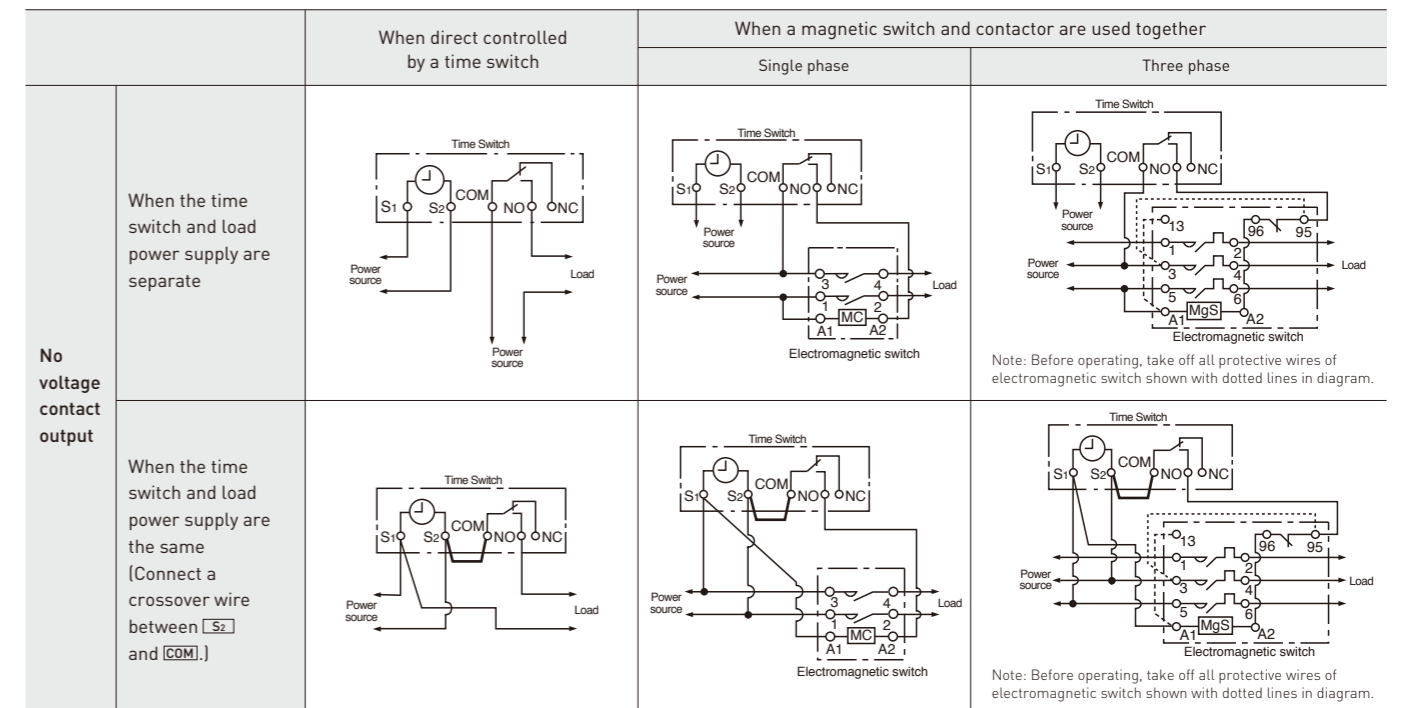 When direct controlled
by a time switch
When a magnetic switch and contactor are used together
Single phase
Three phase
No
voltage
contact
output
When the time
switch and load
power supply are
separate
Time Switch
S1
S2
COM
NO
NC
Power
source
Load
Power
source
Time Switch
S1
S2
COM
NO
NC
Power
source
Power
source
3
4
Load
1
2
A1
MC
A2
Electromagnetic switch
Time Switch
S1
S2
COM
NO
NC
Power
source
13
96
95
1
2
Power
source
3
4
Load
5
6
A1
MgS
A2
Electromagnetic switch
Note: Before operating, take off all protective wires of
electromagnetic switch shown with dotted lines in diagram.
When the time
switch and load
power supply are
the same
(Connect a
crossover wire
between S2
and COM.)
Time Switch
S1
S2
COM
NO
NC
Power
source
Load
Time Switch
S1
S2
COM
NO
NC
Power
source
3
4
Load
1
2
A1
MC
A2
Electromagnetic switch
Time Switch
S1
S2
COM
NO
NC
13
96
95
1
2
Power
source
3
4
Load
5
6
A1
MgS
A2
Electromagnetic switch
Note: Before operating, take off all protective wires of
electromagnetic switch shown with dotted lines in diagram.